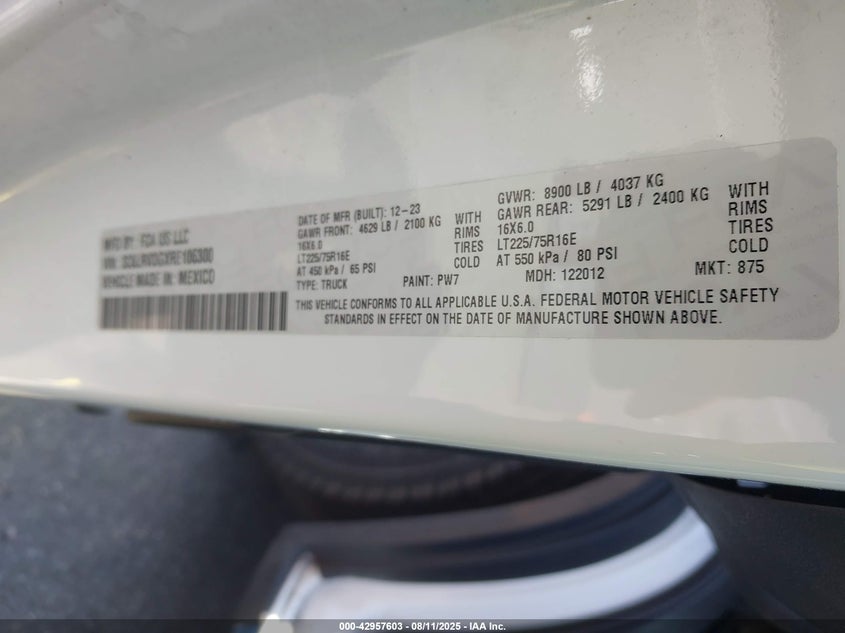 MFD BY: FCA US LLC
VIN:
VEHICLE MADE IN: MEXICO
DATE OF MFR (BUILT): 12-23
GAWR FRONT: 4629 LB / 2100 KG WITH
16X6.0 RIMS
LT225/75R16E TIRES
AT 450 kPa / 65 PSI COLD
TYPE: TRUCK PAINT: PW7
GVWR: 8900 LB / 4037 KG
GAWR REAR: 5291 LB / 2400 KG WITH
16X6.0 RIMS
LT225/75R16E TIRES
AT 550 kPa / 80 PSI COLD
MDH: 122012 MKT: 875
THIS VEHICLE CONFORMS TO ALL APPLICABLE U.S.A. FEDERAL MOTOR VEHICLE SAFETY
STANDARDS IN EFFECT ON THE DATE OF MANUFACTURE SHOWN ABOVE.
000-42957603 - 08/11/2025 - IAA Inc.